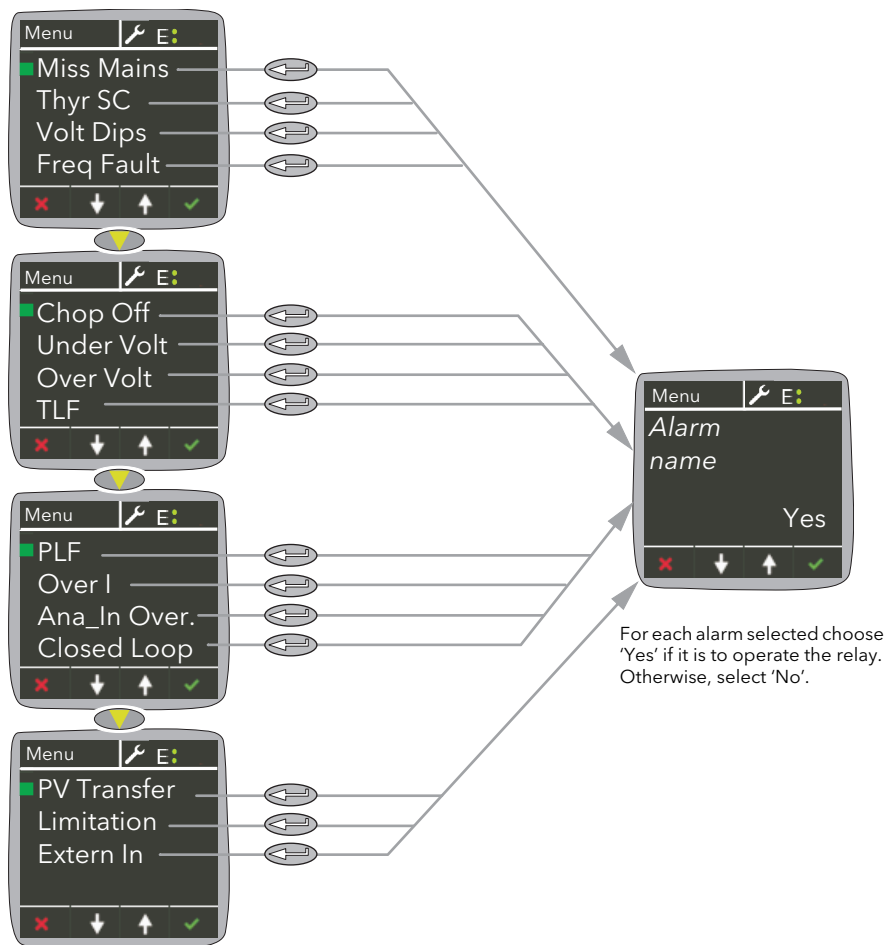 Menu E:
Miss Mains
Thyr SC
Volt Dips
Freq Fault
Menu E:
Chop Off
Under Volt
Over Volt
TLF
Menu E:
PLF
Over I
Ana_In Over.
Closed Loop
Menu E:
PV Transfer
Limitation
Extern In
Menu E:
Alarm
name
Yes
For each alarm selected choose
‘Yes’ if it is to operate the relay.
Otherwise, select ‘No’.